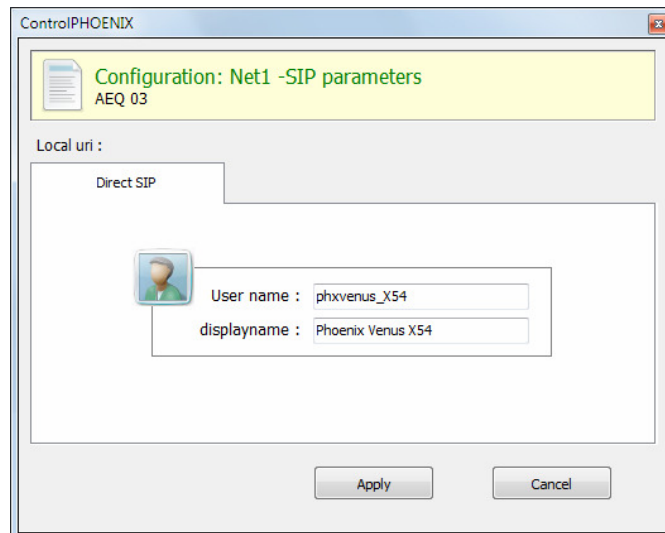 ControlPHOENIX
Configuration: Net1 -SIP parameters
AEQ 03
Local uri :
Direct SIP
User name : phxvenus_X54
displayname : Phoenix Venus X54
Apply Cancel